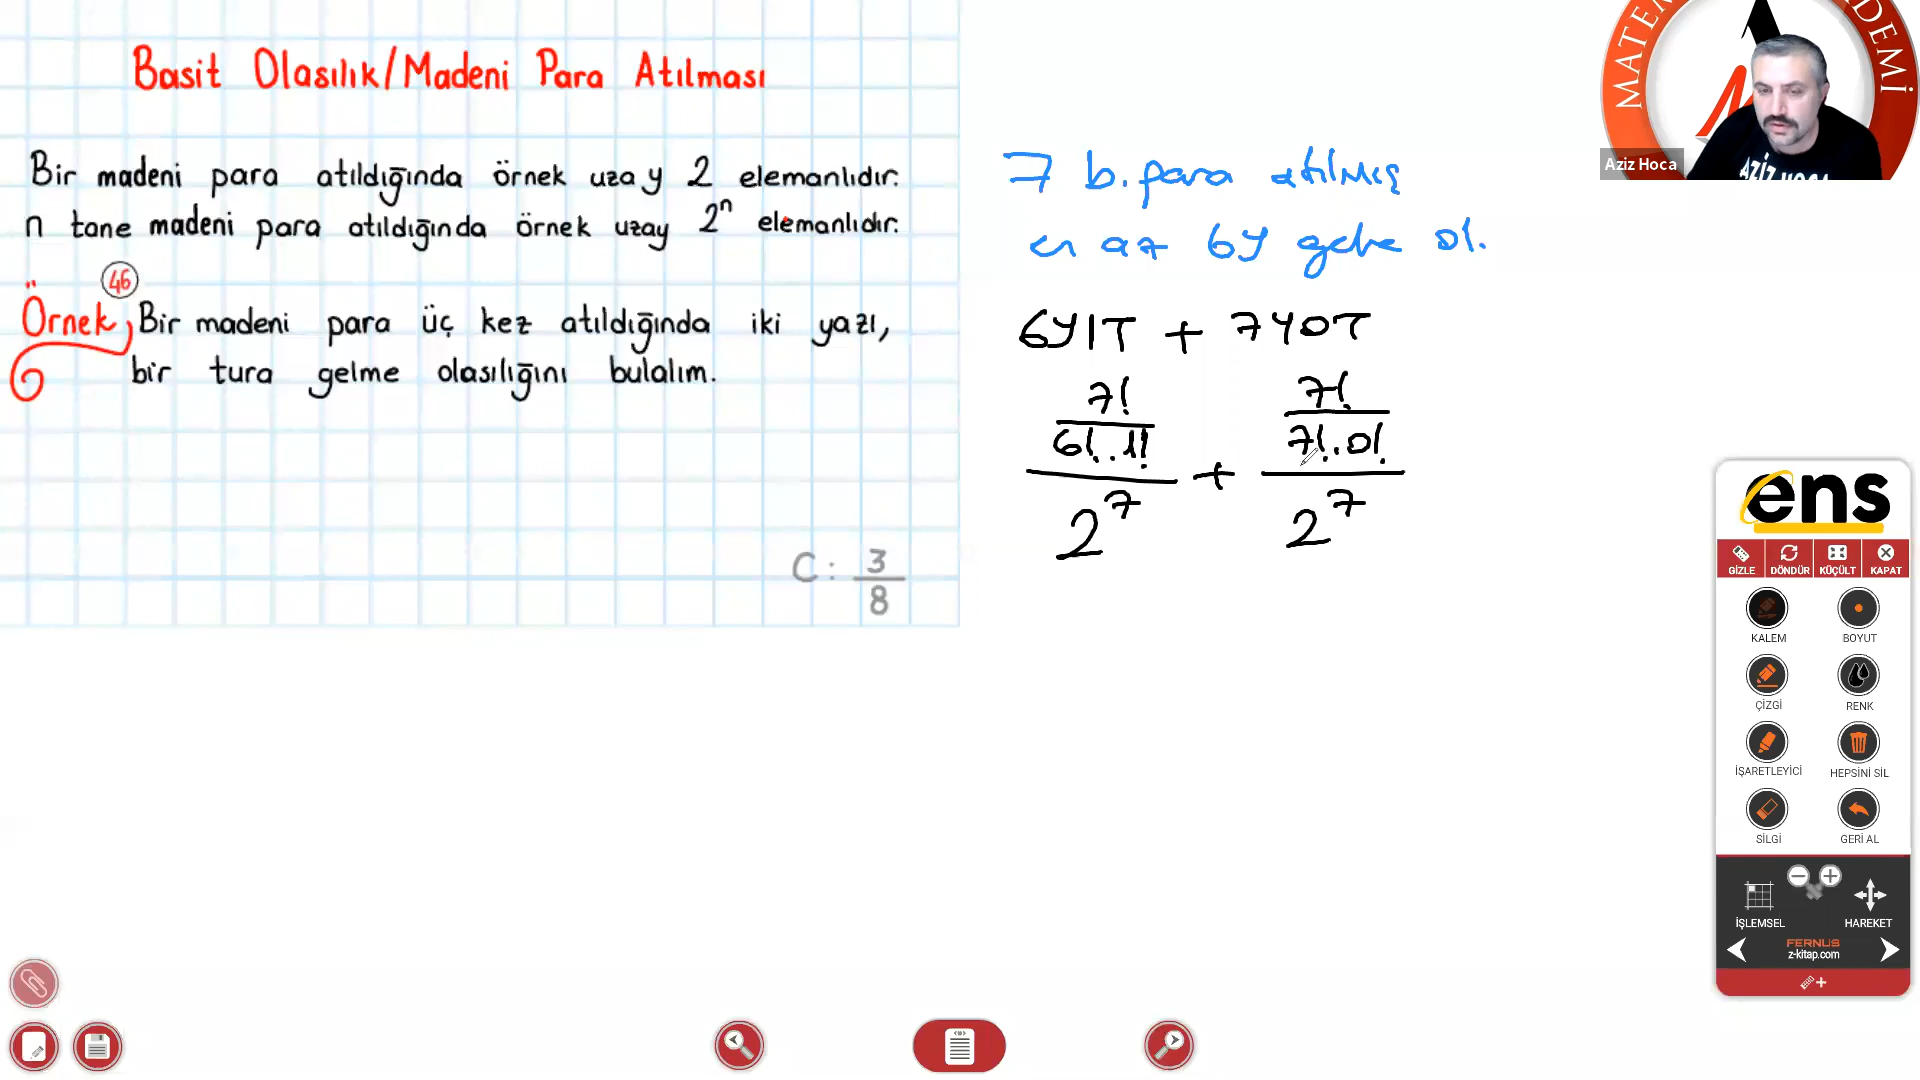 Basit Olasılık/Madeni Para Atılması
Bir madeni para atıldığında örnek uzay 2 elemanlıdır.
n tane madeni para atıldığında örnek uzay 2ⁿ elemanlıdır.
46
Örnek, Bir madeni para üç kez atıldığında iki yazı,
bir tura gelme olasılığını bulalım.
C: 3/8
7 b. para atılmış
en az 6Y gelme ol.
6Y1T + 7Y0T
7!/(6!.1!)/2⁷ + 7!/(7!.0!)/2⁷
Aziz Hoca
AZİZ HOCA
ens
GİZLE DÖNDÜR KÜÇÜLT KAPAT
KALEM BOYUT
ÇİZGİ RENK
İŞARETLEYİCİ HEPSİNİ SİL
SİLGİ GERİ AL
İŞLEMSEL HAREKET
FERNUS
z-kitap.com